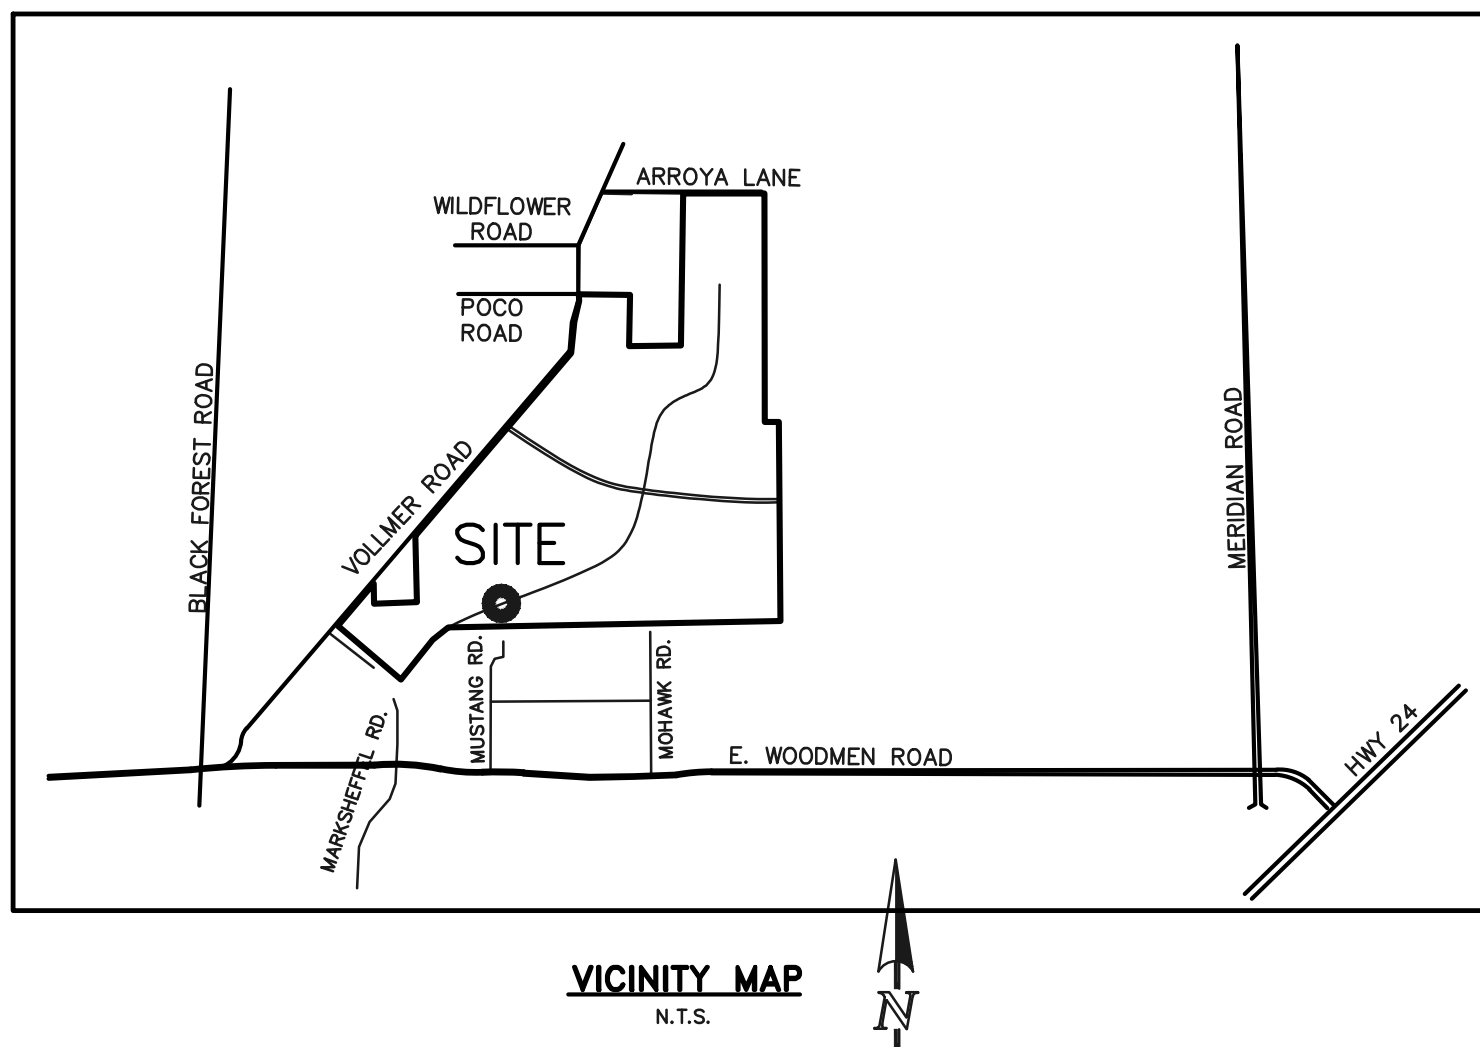 ARROYA LANE
WILDFLOWER
ROAD
POCO
ROAD
BLACK FOREST ROAD
MERIDIAN ROAD
VOLLMER ROAD
SITE
MUSTANG RD.
MOHAWK RD.
MARKSHEFFEL RD.
E. WOODMEN ROAD
HWY 24
VICINITY MAP
N.T.S.
N